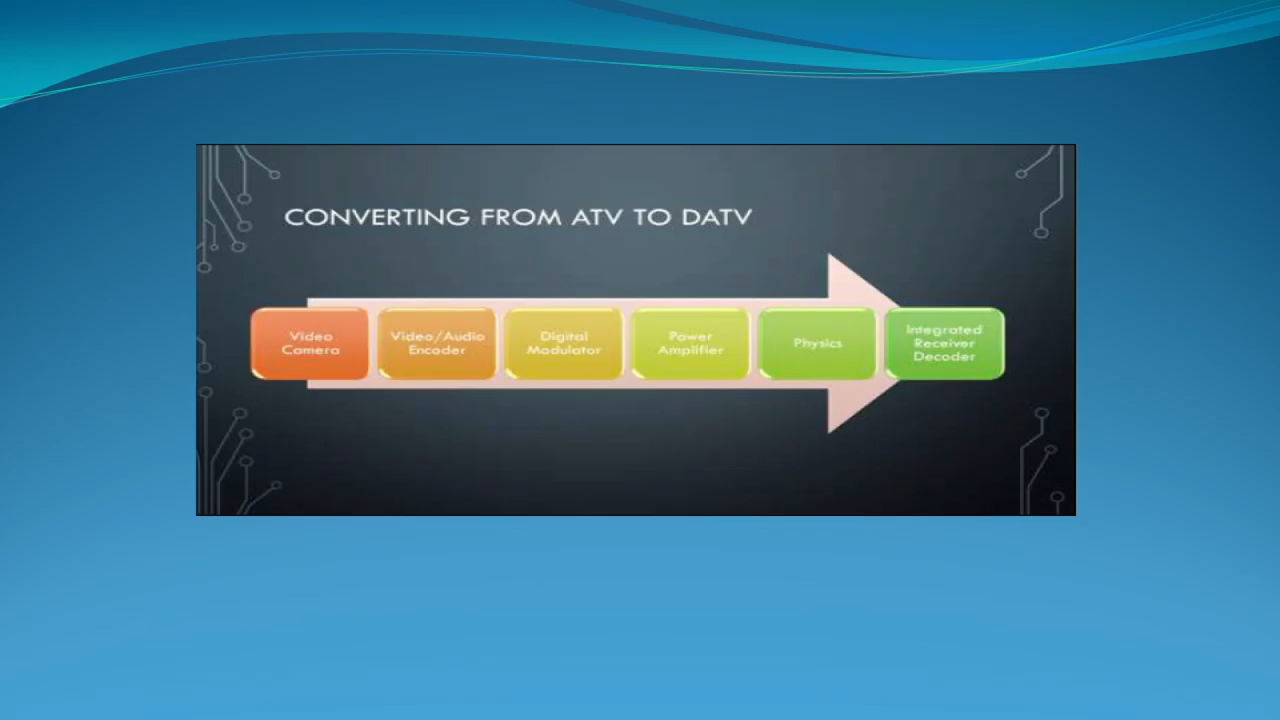 CONVERTING FROM ATV TO DATV
Video
Camera
Video/Audio
Encoder
Digital
Modulator
Power
Amplifier
Physics
Integrated
Receiver
Decoder